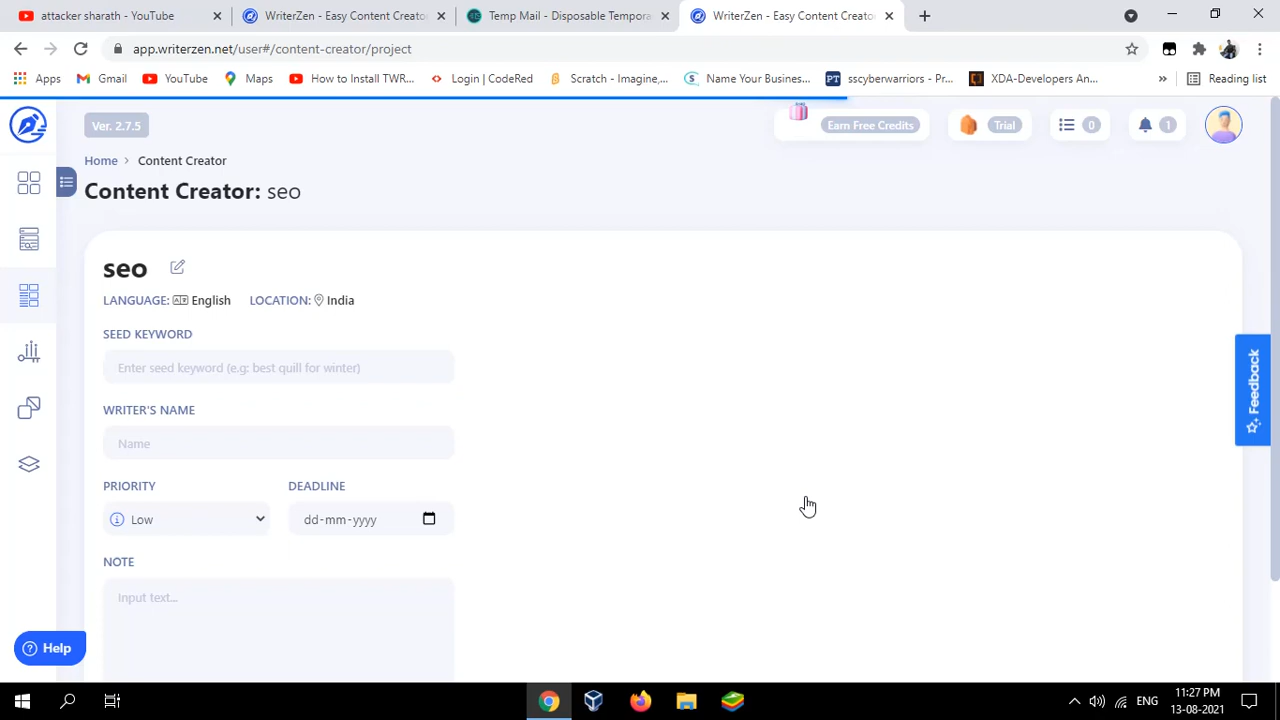 attacker sharath - YouTube
WriterZen - Easy Content Creator
Temp Mail - Disposable Tempora
WriterZen - Easy Content Creator
app.writerzen.net/user#/content-creator/project
Apps
Gmail
YouTube
Maps
How to Install TWR...
Login | CodeRed
Scratch - Imagine,...
Name Your Business...
sscyberwarriors - Pr...
XDA-Developers An...
»
Reading list
Ver. 2.7.5
Earn Free Credits
Trial
0
1
Home > Content Creator
Content Creator: seo
seo
LANGUAGE: English LOCATION: India
SEED KEYWORD
Enter seed keyword (e.g: best quill for winter)
WRITER'S NAME
Name
PRIORITY DEADLINE
Low dd-mm-yyyy
NOTE
Input text...
Feedback
Help
11:27 PM
ENG
13-08-2021